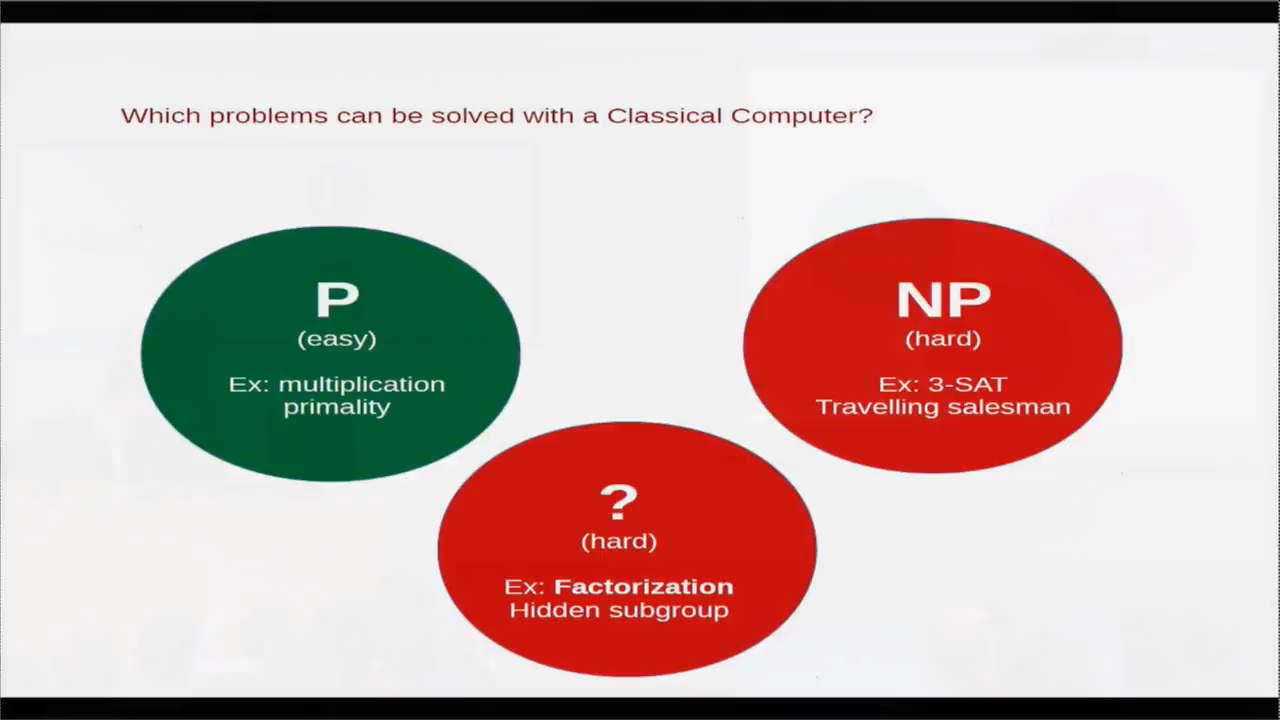 Which problems can be solved with a Classical Computer?
P
(easy)
Ex: multiplication
primality
NP
(hard)
Ex: 3-SAT
Travelling salesman
?
(hard)
Ex: Factorization
Hidden subgroup